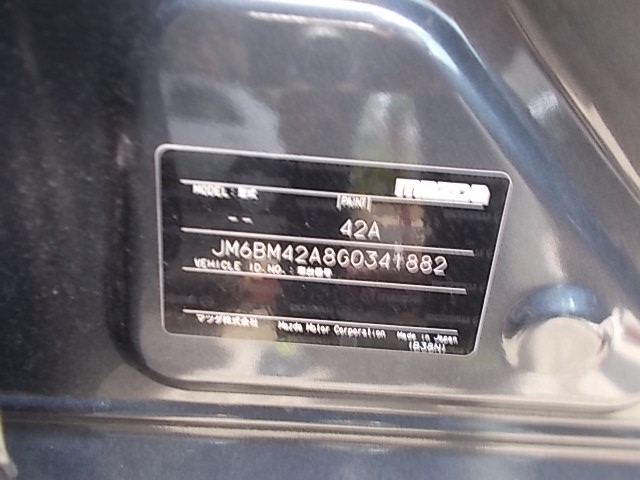 mazda
MODEL : 型式 PAINT
-- 42A
JM6BM42A8G0341882
VEHICLE ID.NO. : 車台番号
マツダ株式会社 Mazda Motor Corporation Made in Japan
(B38N)